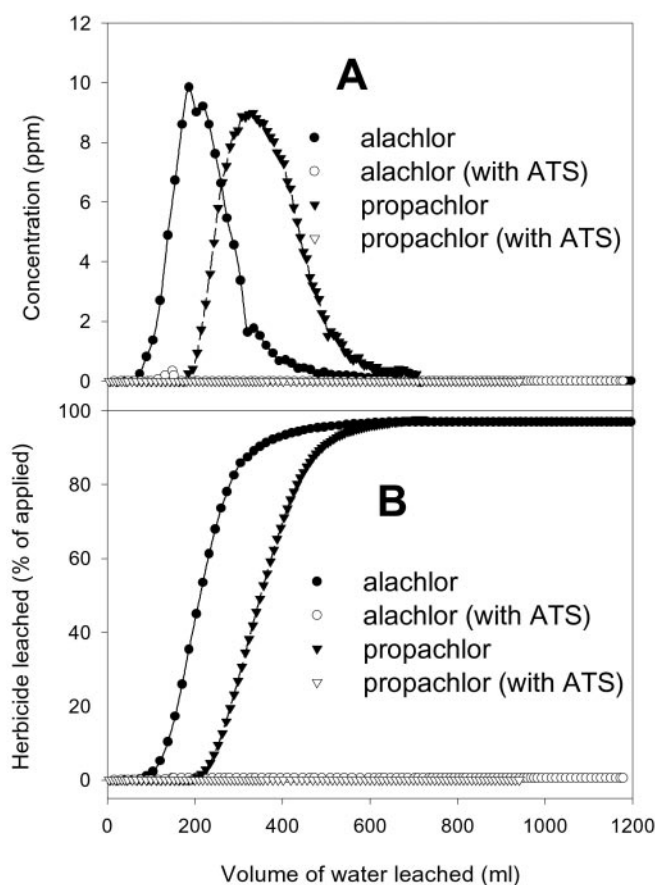 12
10
8
6
4
2
0
Concentration (ppm)
A
alachlor
alachlor (with ATS)
propachlor
propachlor (with ATS)
100
80
60
40
20
0
Herbicide leached (% of applied)
B
alachlor
alachlor (with ATS)
propachlor
propachlor (with ATS)
0 200 400 600 800 1000 1200
Volume of water leached (ml)